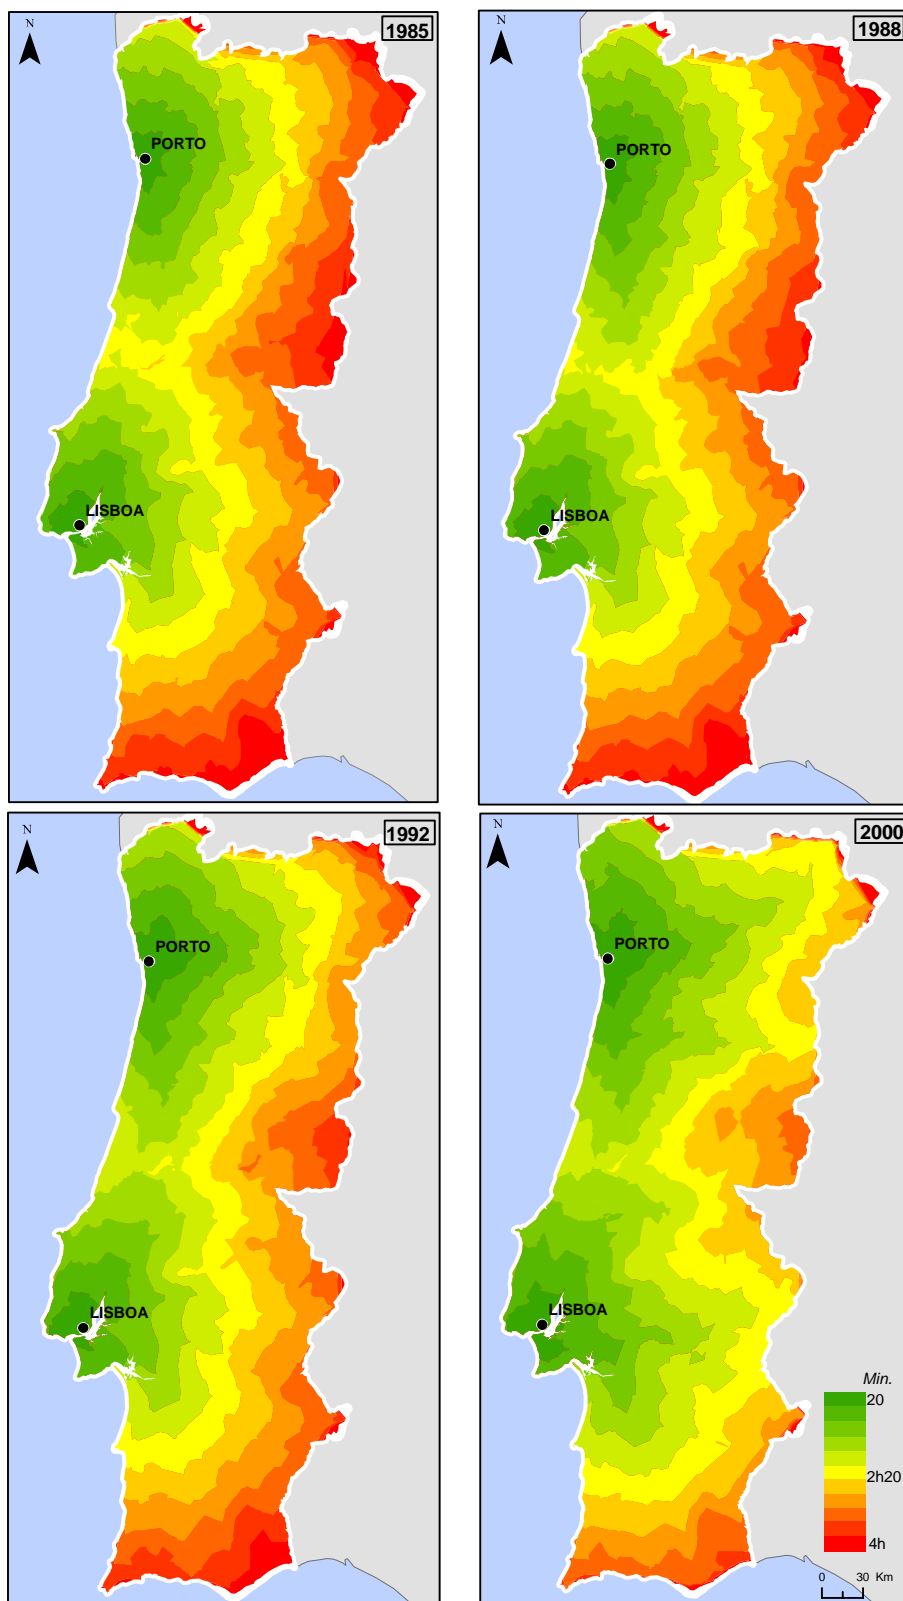 N
1985
PORTO
LISBOA
N
1988
PORTO
LISBOA
N
1992
PORTO
LISBOA
N
2000
PORTO
LISBOA
Min.
20
2h20
4h
0 30 Km